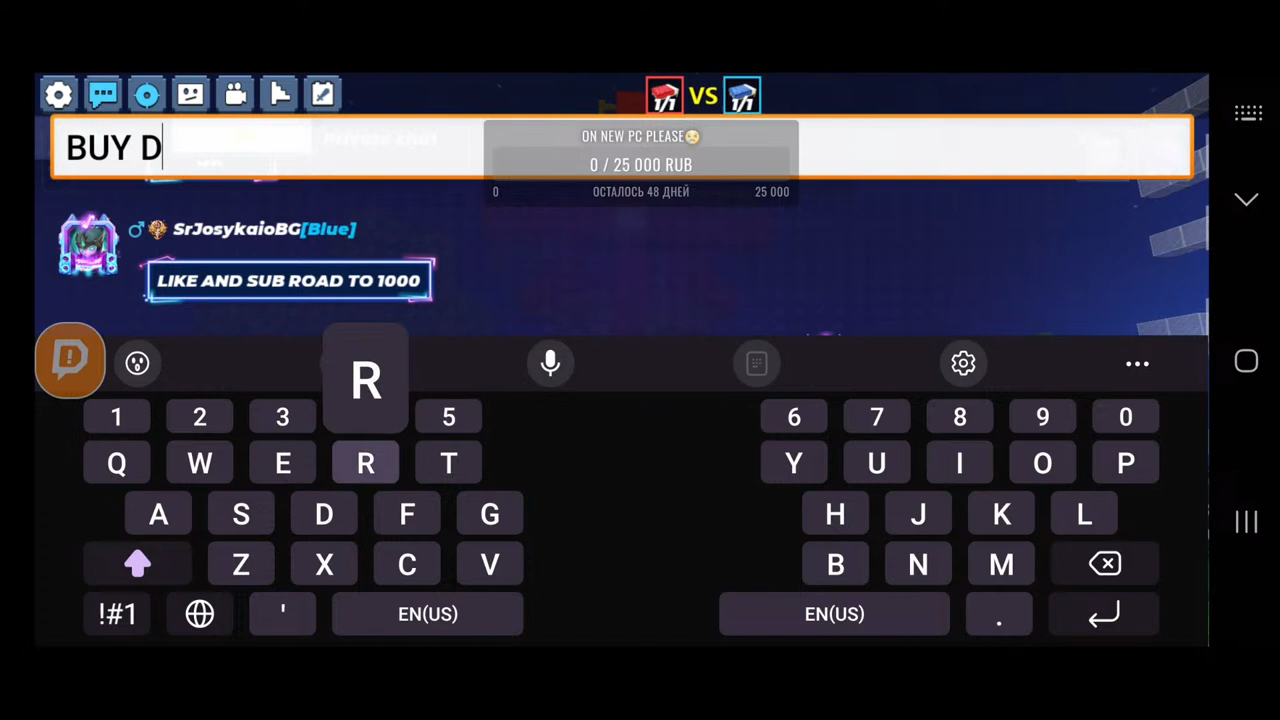 1/1 VS 1/1
BUY D
ON NEW PC PLEASE😢
0 / 25 000 RUB
0 ОСТАЛОСЬ 48 ДНЕЙ 25 000
SrJosykaioBG[Blue]
LIKE AND SUB ROAD TO 1000
R
1 2 3 5 6 7 8 9 0
Q W E R T Y U I O P
A S D F G H J K L
Z X C V B N M
!#1 ' EN(US) EN(US) .